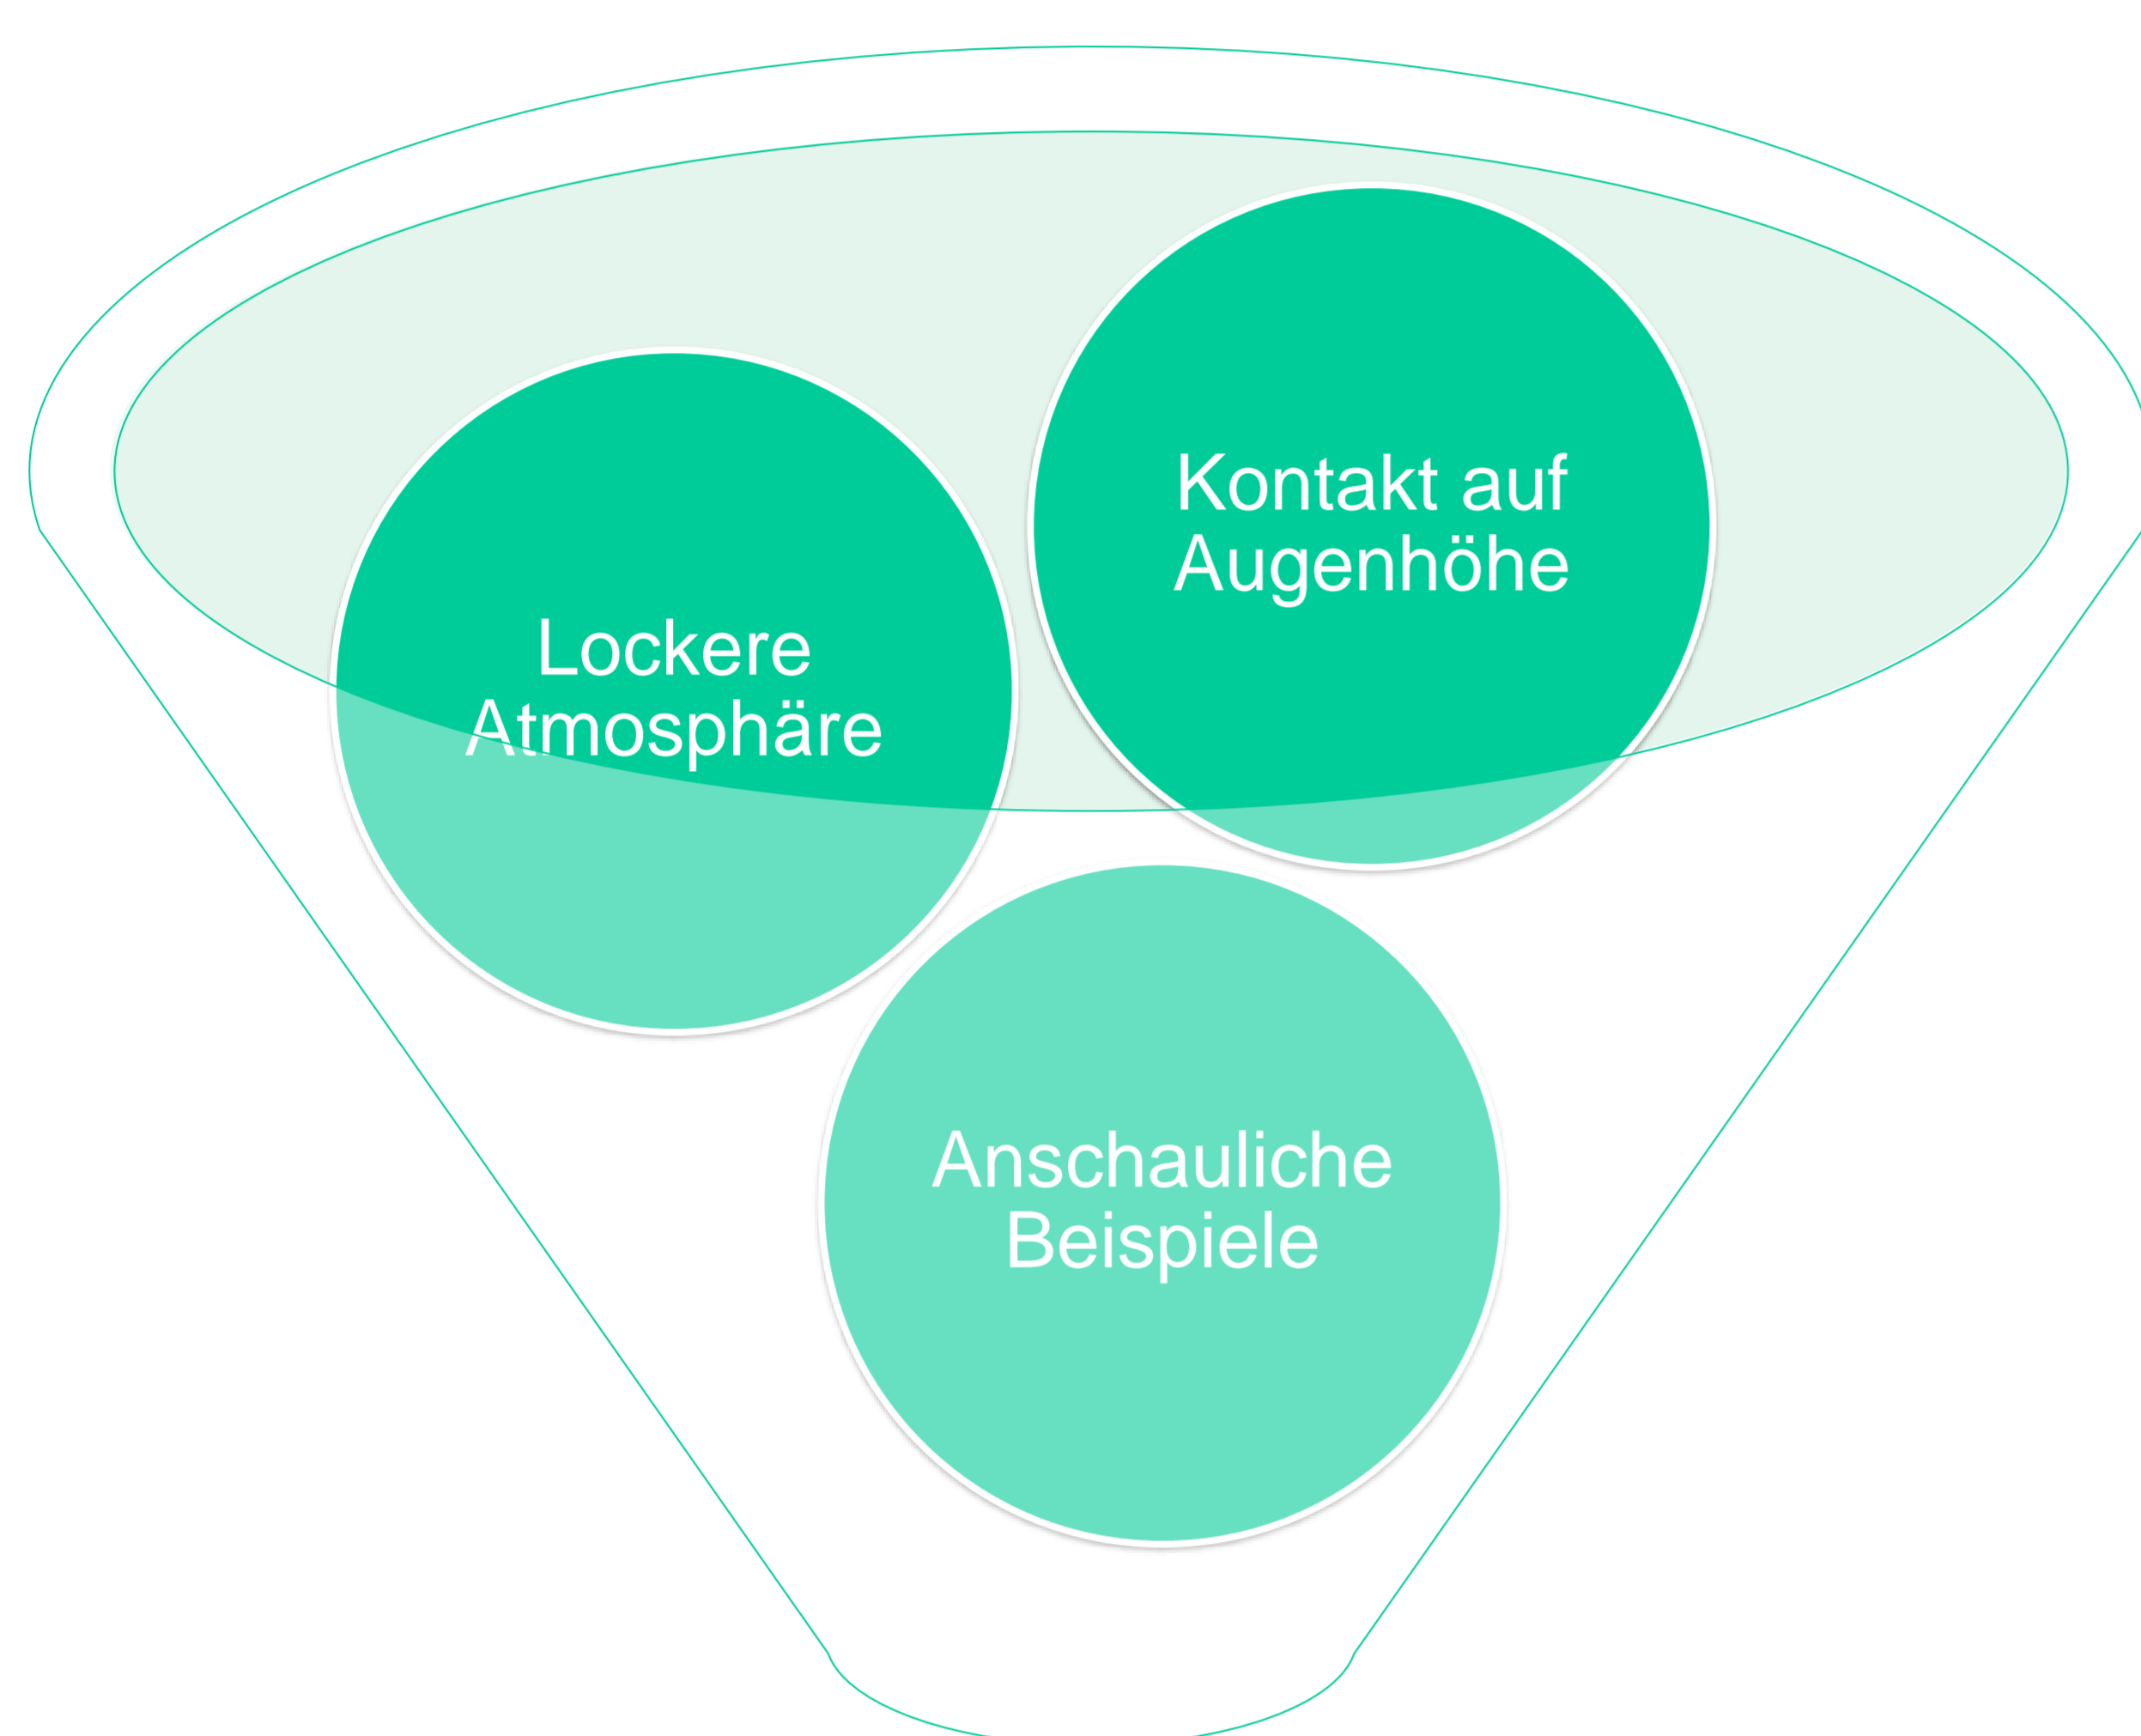 Kontakt auf
Augenhöhe
Lockere
Atmosphäre
Anschauliche
Beispiele